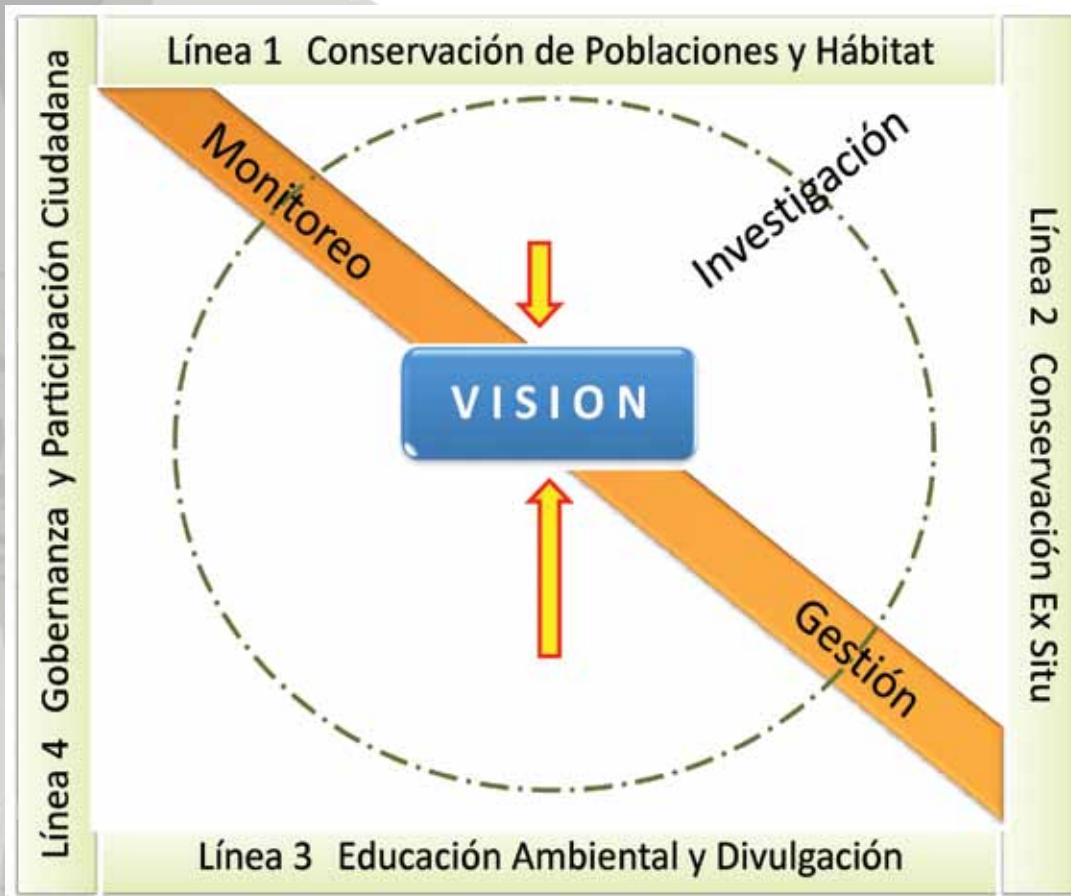 Línea 1 Conservación de Poblaciones y Hábitat
Línea 4 Gobernanza y Participación Ciudadana
Monitoreo
Investigación
VISION
Gestión
Línea 2 Conservación Ex Situ
Línea 3 Educación Ambiental y Divulgación